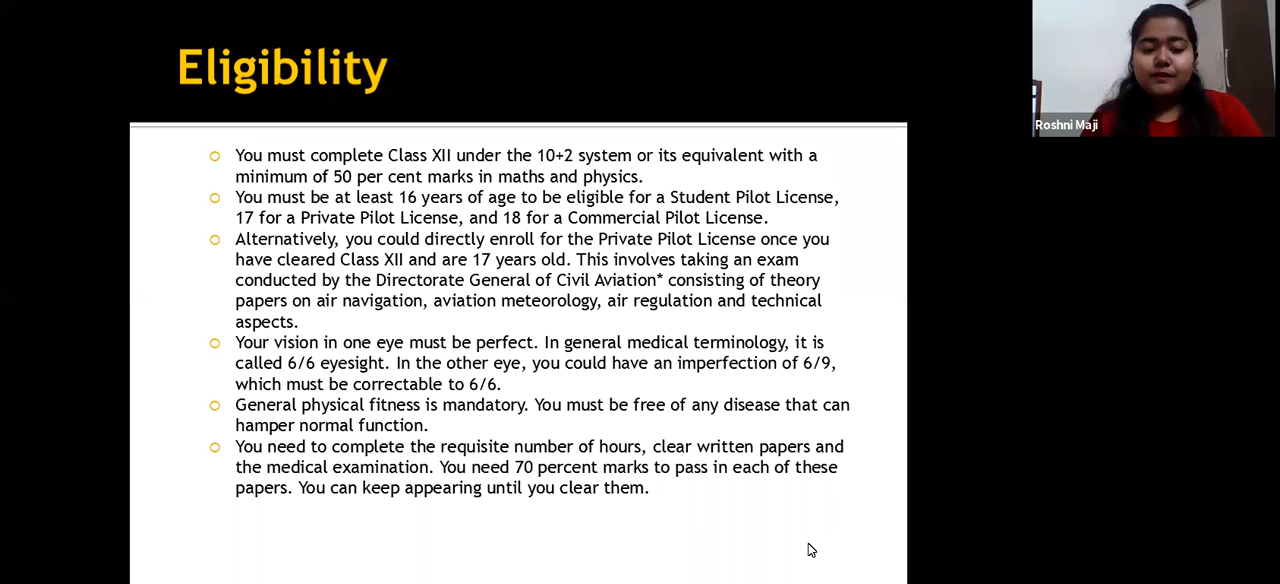 Eligibility
Roshni Maji
You must complete Class XII under the 10+2 system or its equivalent with a
minimum of 50 per cent marks in maths and physics.
You must be at least 16 years of age to be eligible for a Student Pilot License,
17 for a Private Pilot License, and 18 for a Commercial Pilot License.
Alternatively, you could directly enroll for the Private Pilot License once you
have cleared Class XII and are 17 years old. This involves taking an exam
conducted by the Directorate General of Civil Aviation* consisting of theory
papers on air navigation, aviation meteorology, air regulation and technical
aspects.
Your vision in one eye must be perfect. In general medical terminology, it is
called 6/6 eyesight. In the other eye, you could have an imperfection of 6/9,
which must be correctable to 6/6.
General physical fitness is mandatory. You must be free of any disease that can
hamper normal function.
You need to complete the requisite number of hours, clear written papers and
the medical examination. You need 70 percent marks to pass in each of these
papers. You can keep appearing until you clear them.